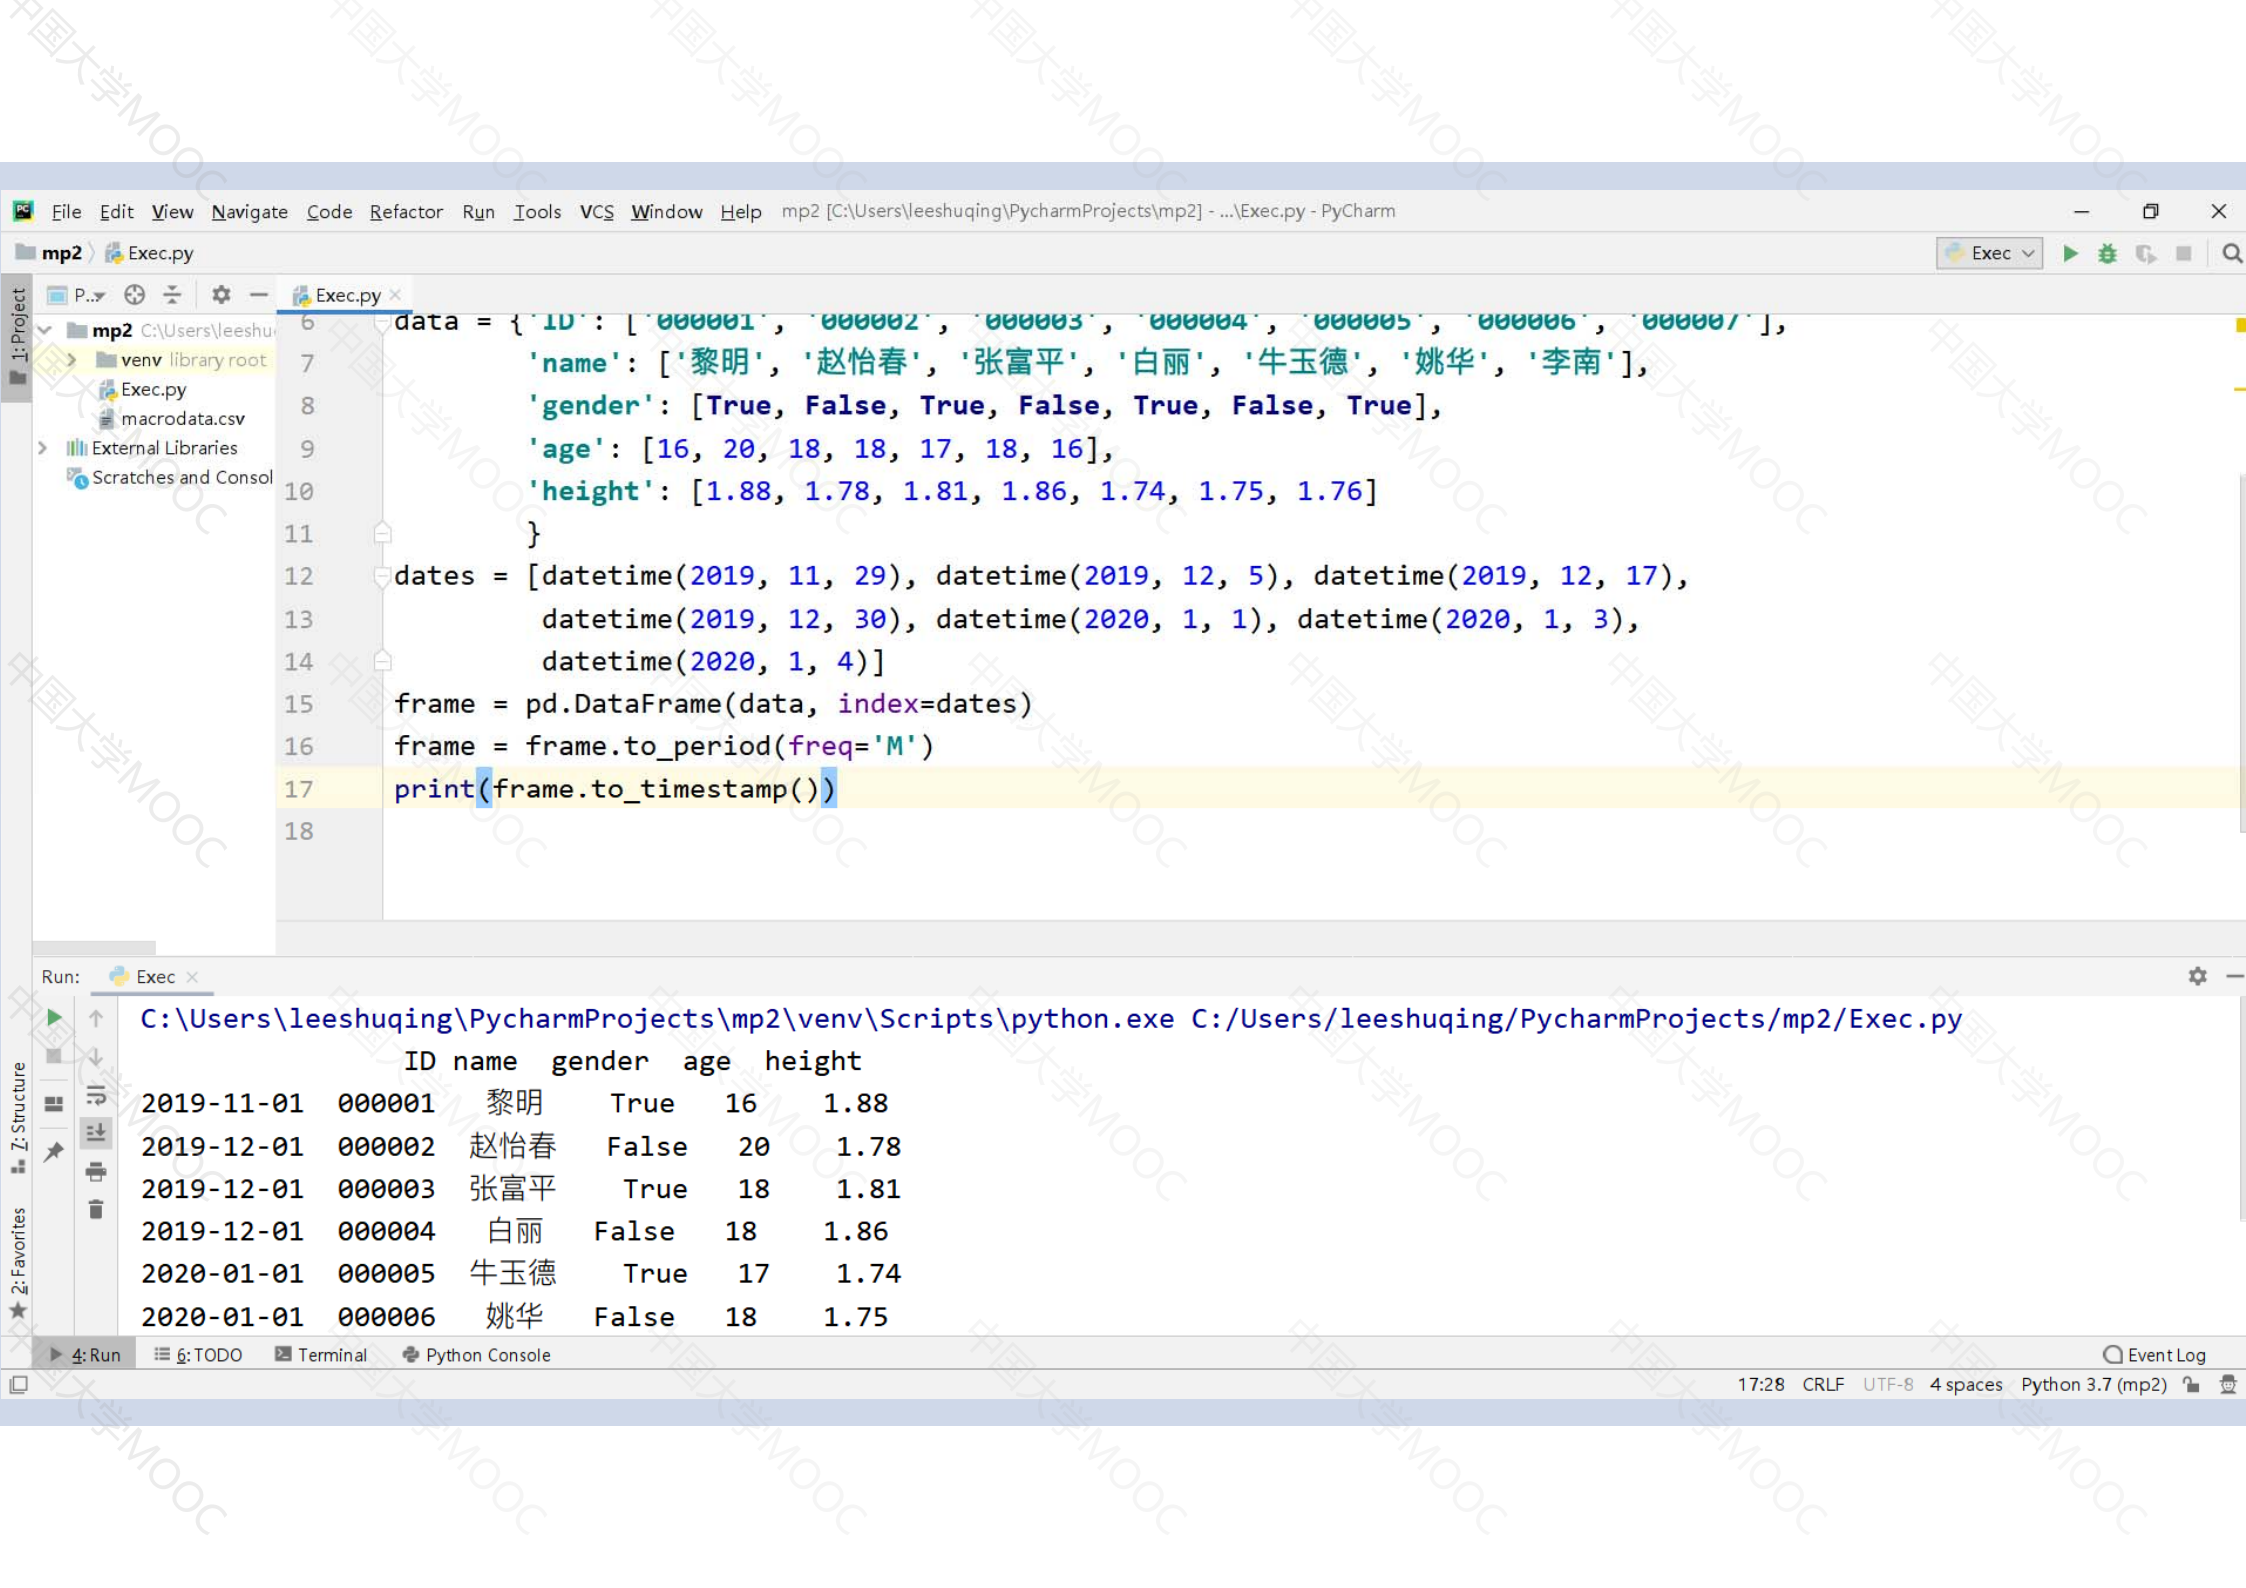 File Edit View Navigate Code Refactor Run Tools VCS Window Help mp2 [C:\Users\leeshuqing\PycharmProjects\mp2] - ...\Exec.py - PyCharm
mp2 Exec.py
Exec
1: Project
P..
Exec.py
mp2 C:\Users\leeshu
venv library root
Exec.py
macrodata.csv
External Libraries
Scratches and Consol
6 data = {'ID': ['000001', '000002', '000003', '000004', '000005', '000006', '000007'],
7 'name': ['黎明', '赵怡春', '张富平', '白丽', '牛玉德', '姚华', '李南'],
8 'gender': [True, False, True, False, True, False, True],
9 'age': [16, 20, 18, 18, 17, 18, 16],
10 'height': [1.88, 1.78, 1.81, 1.86, 1.74, 1.75, 1.76]
11 }
12 dates = [datetime(2019, 11, 29), datetime(2019, 12, 5), datetime(2019, 12, 17),
13 datetime(2019, 12, 30), datetime(2020, 1, 1), datetime(2020, 1, 3),
14 datetime(2020, 1, 4)]
15 frame = pd.DataFrame(data, index=dates)
16 frame = frame.to_period(freq='M')
17 print(frame.to_timestamp())
18
Run: Exec
C:\Users\leeshuqing\PycharmProjects\mp2\venv\Scripts\python.exe C:/Users/leeshuqing/PycharmProjects/mp2/Exec.py
ID name gender age height
2019-11-01 000001 黎明 True 16 1.88
2019-12-01 000002 赵怡春 False 20 1.78
2019-12-01 000003 张富平 True 18 1.81
2019-12-01 000004 白丽 False 18 1.86
2020-01-01 000005 牛玉德 True 17 1.74
2020-01-01 000006 姚华 False 18 1.75
7: Structure
2: Favorites
4: Run 6: TODO Terminal Python Console
Event Log
17:28 CRLF UTF-8 4 spaces Python 3.7 (mp2)
中国大学MOOC